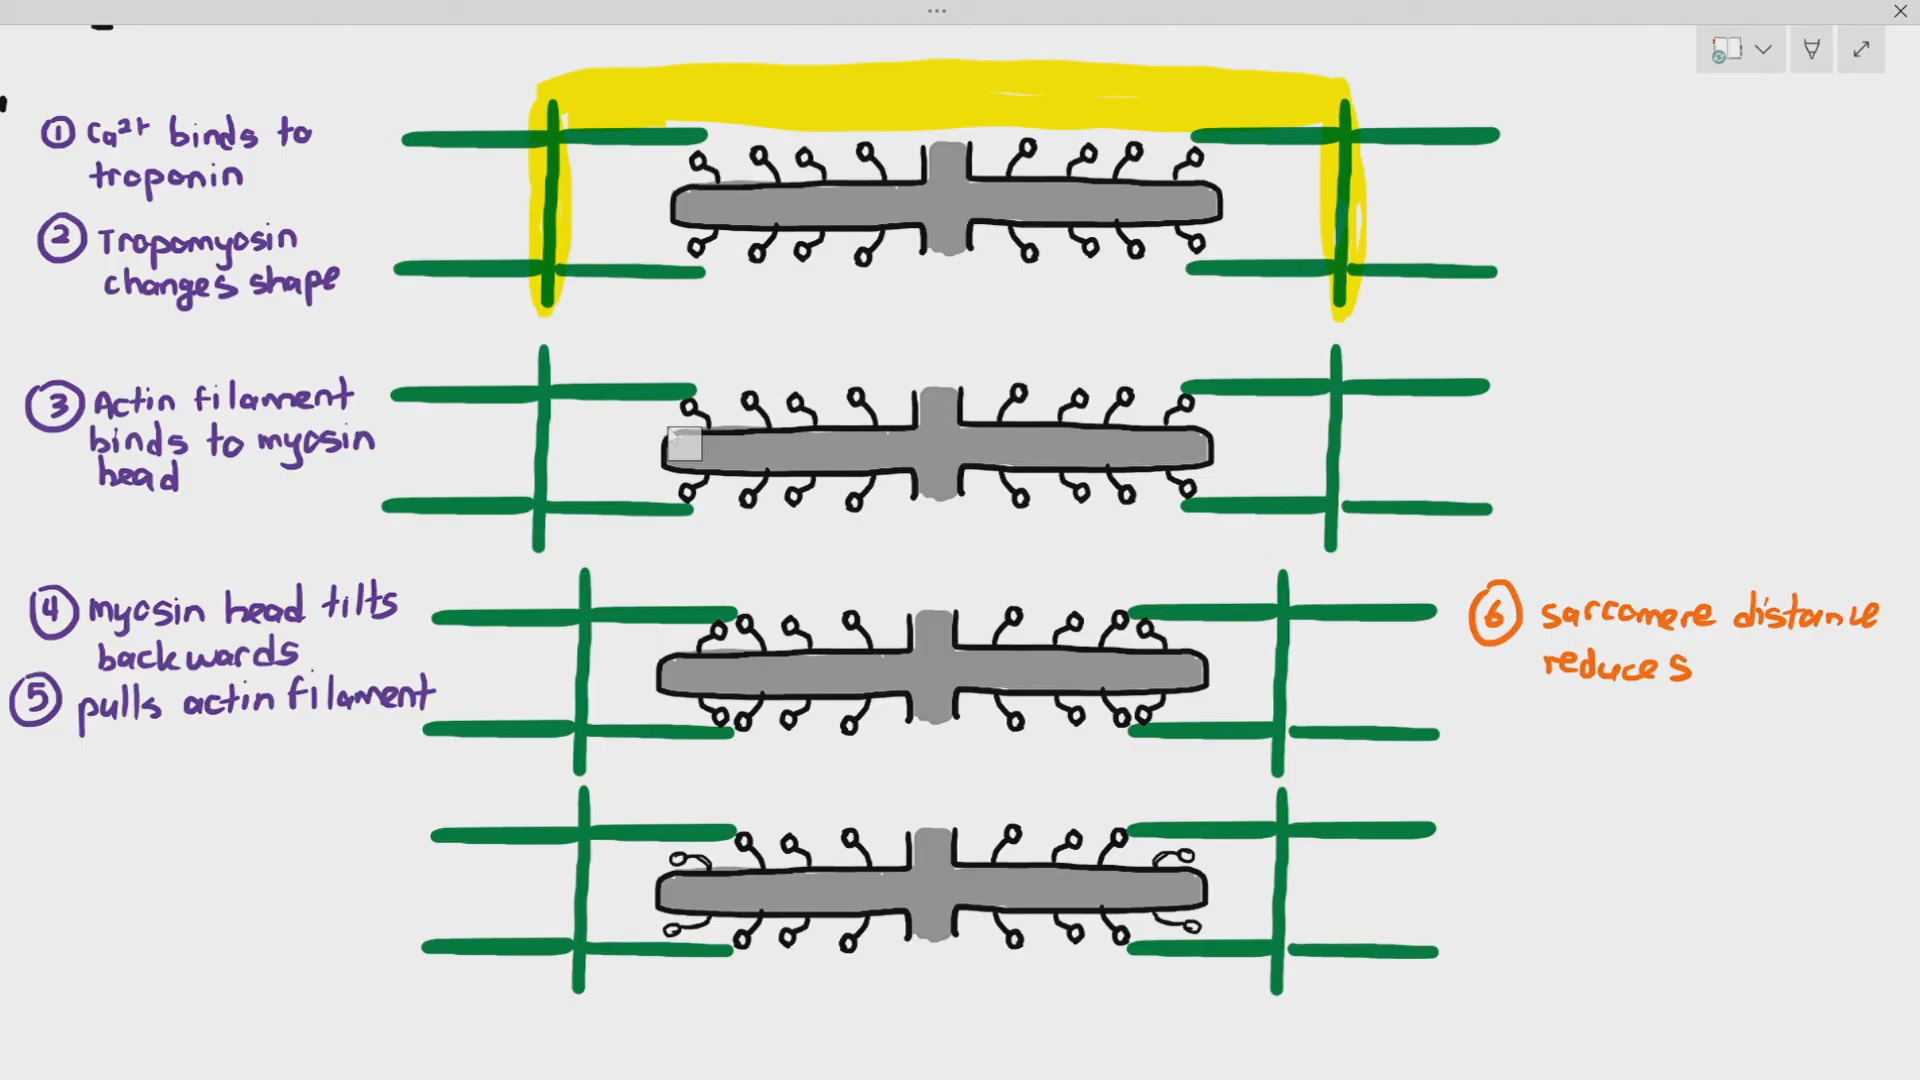 ① Ca²⁺ binds to
troponin
② Tropomyosin
changes shape
③ Actin filament
binds to myosin
head
④ myosin head tilts
backwards
⑤ pulls actin filament
⑥ sarcomere distance
reduces